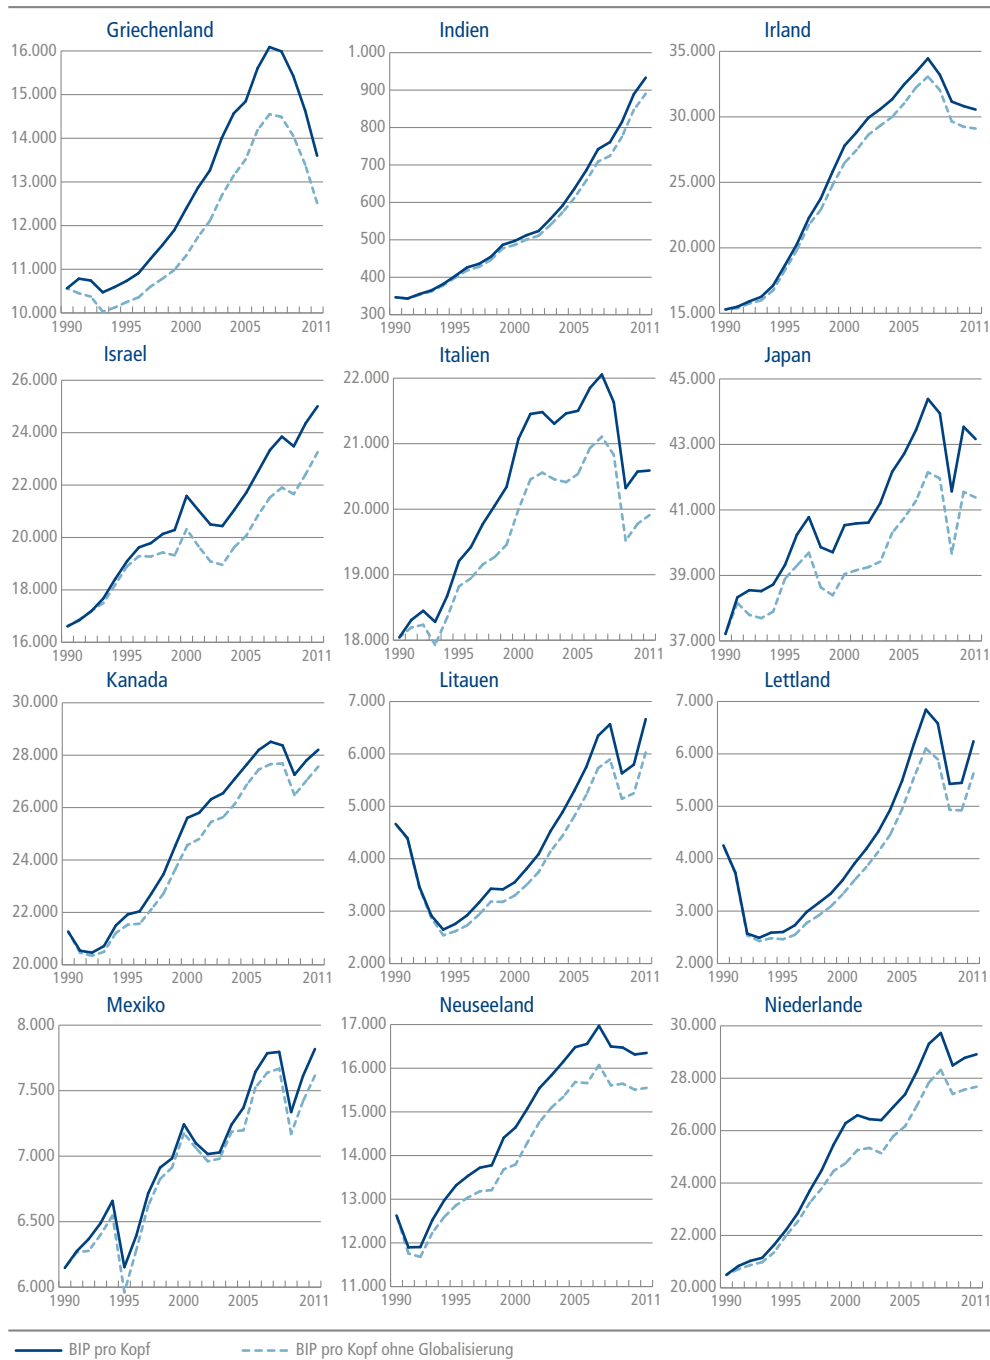 Griechenland
16.000
15.000
14.000
13.000
12.000
11.000
10.000
1990 1995 2000 2005 2011
Indien
1.000
900
800
700
600
500
400
300
1990 1995 2000 2005 2011
Irland
35.000
30.000
25.000
20.000
15.000
1990 1995 2000 2005 2011
Israel
26.000
24.000
22.000
20.000
18.000
16.000
1990 1995 2000 2005 2011
Italien
22.000
21.000
20.000
19.000
18.000
1990 1995 2000 2005 2011
Japan
45.000
43.000
41.000
39.000
37.000
1990 1995 2000 2005 2011
Kanada
30.000
28.000
26.000
24.000
22.000
20.000
1990 1995 2000 2005 2011
Litauen
7.000
6.000
5.000
4.000
3.000
2.000
1990 1995 2000 2005 2011
Lettland
7.000
6.000
5.000
4.000
3.000
2.000
1990 1995 2000 2005 2011
Mexiko
8.000
7.500
7.000
6.500
6.000
1990 1995 2000 2005 2011
Neuseeland
17.000
16.000
15.000
14.000
13.000
12.000
11.000
1990 1995 2000 2005 2011
Niederlande
30.000
28.000
26.000
24.000
22.000
20.000
1990 1995 2000 2005 2011
BIP pro Kopf
BIP pro Kopf ohne Globalisierung